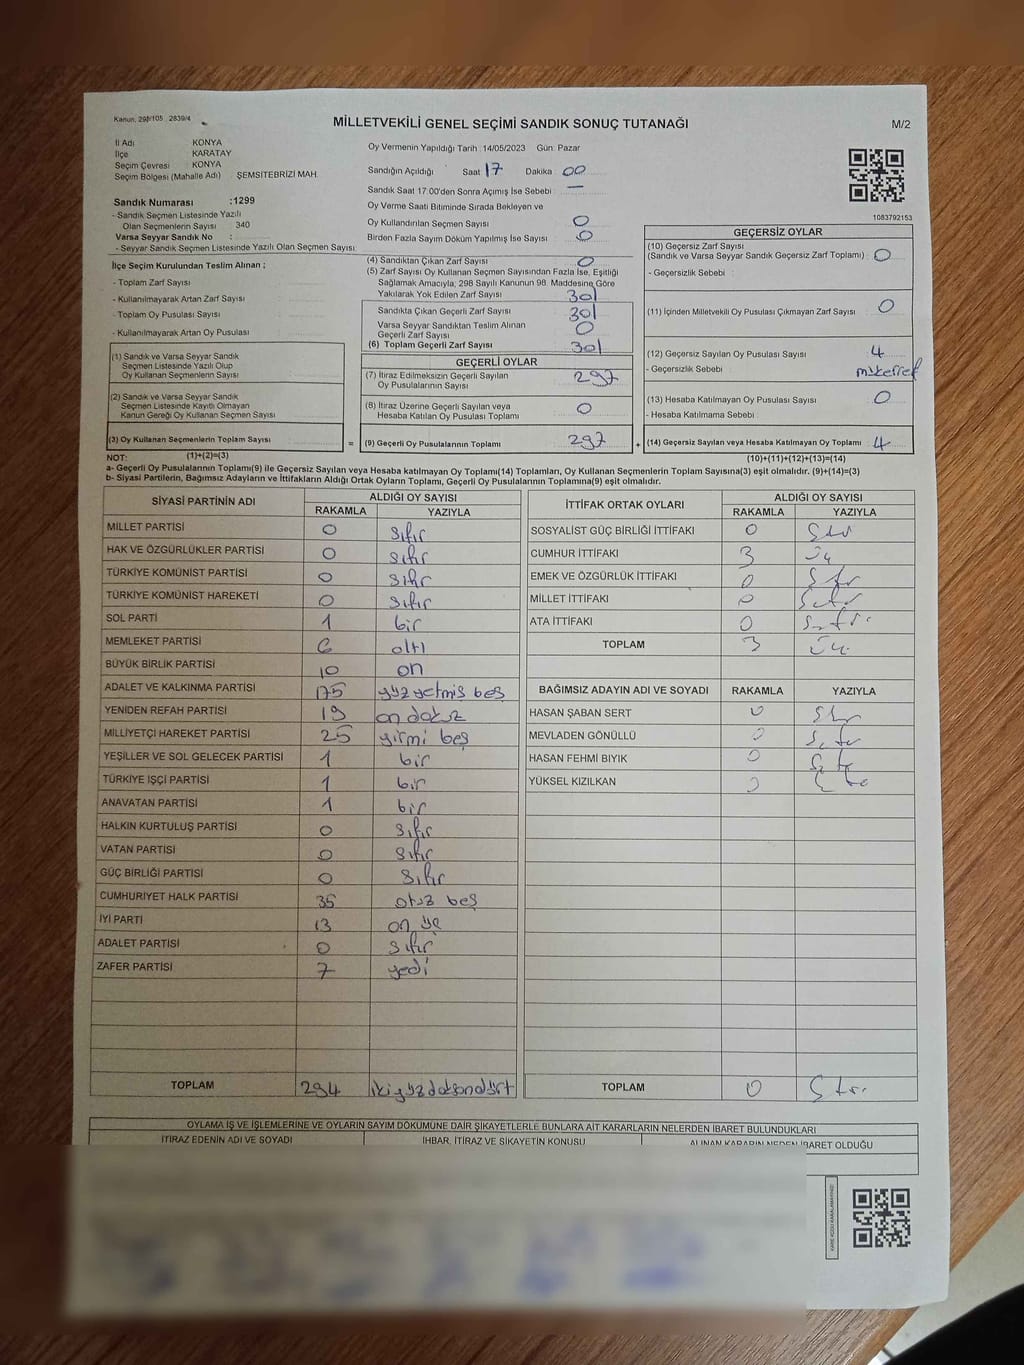 Kanun, 298/105 2839/4
MİLLETVEKİLİ GENEL SEÇİMİ SANDIK SONUÇ TUTANAĞI
M/2
İl Adı KONYA
İlçe KARATAY
Seçim Çevresi KONYA
Seçim Bölgesi (Mahalle Adı) ŞEMSİTEBRİZİ MAH.
Sandık Numarası :1299
- Sandık Seçmen Listesinde Yazılı
Olan Seçmenlerin Sayısı 340
Varsa Seyyar Sandık No :
- Seyyar Sandık Seçmen Listesinde Yazılı Olan Seçmen Sayısı
Oy Vermenin Yapıldığı Tarih :14/05/2023 Gün: Pazar
Sandığın Açıldığı Saat 17 Dakika 00
Sandık Saat 17:00'den Sonra Açımış İse Sebebi : —
Oy Verme Saati Bitiminde Sırada Bekleyen ve
Oy Kullandırılan Seçmen Sayısı : 0
Birden Fazla Sayım Döküm Yapılmış İse Sayısı : 0
1083792153
İlçe Seçim Kurulundan Teslim Alınan ;
- Toplam Zarf Sayısı
- Kullanılmayarak Artan Zarf Sayısı
- Toplam Oy Pusulası Sayısı
- Kullanılmayarak Artan Oy Pusulası
(1) Sandık ve Varsa Seyyar Sandık
Seçmen Listesinde Yazılı Olup
Oy Kullanan Seçmenlerin Sayısı
(2) Sandık ve Varsa Seyyar Sandık
Seçmen Listesinde Kayıtlı Olmayan
Kanun Gereği Oy Kullanan Seçmen Sayısı
(3) Oy Kullanan Seçmenlerin Toplam Sayısı
(4) Sandıktan Çıkan Zarf Sayısı 0
(5) Zarf Sayısı Oy Kullanan Seçmen Sayısından Fazla İse, Eşitliği
Sağlamak Amacıyla, 298 Sayılı Kanunun 98. Maddesine Göre
Yakılarak Yok Edilen Zarf Sayısı 301
Sandıkta Çıkan Geçerli Zarf Sayısı 301
Varsa Seyyar Sandıktan Teslim Alınan
Geçerli Zarf Sayısı 0
(6) Toplam Geçerli Zarf Sayısı 301
GEÇERLİ OYLAR
(7) İtiraz Edilmeksizin Geçerli Sayılan
Oy Pusulalarının Sayısı 297
(8) İtiraz Üzerine Geçerli Sayılan veya
Hesaba Katılan Oy Pusulası Toplamı 0
= (9) Geçerli Oy Pusulalarının Toplamı 297 +
GEÇERSİZ OYLAR
(10) Geçersiz Zarf Sayısı
(Sandık ve Varsa Seyyar Sandık Geçersiz Zarf Toplamı) 0
- Geçersizlik Sebebi :
(11) İçinden Milletvekili Oy Pusulası Çıkmayan Zarf Sayısı 0
(12) Geçersiz Sayılan Oy Pusulası Sayısı 4
- Geçersizlik Sebebi :
(13) Hesaba Katılmayan Oy Pusulası Sayısı 0
- Hesaba Katılmama Sebebi :
(14) Geçersiz Sayılan veya Hesaba Katılmayan Oy Toplamı 4
NOT: (1)+(2)=(3) (10)+(11)+(12)+(13)=(14)
a- Geçerli Oy Pusulalarının Toplamı(9) ile Geçersiz Sayılan veya Hesaba katılmayan Oy Toplamı(14) Toplamları, Oy Kullanan Seçmenlerin Toplam Sayısına(3) eşit olmalıdır. (9)+(14)=(3)
b- Siyasi Partilerin, Bağımsız Adayların ve İttifakların Aldığı Ortak Oyların Toplamı, Geçerli Oy Pusulalarının Toplamına(9) eşit olmalıdır.
SİYASİ PARTİNİN ADI ALDIĞI OY SAYISI
RAKAMLA YAZIYLA
MİLLET PARTİSİ 0 sıfır
HAK VE ÖZGÜRLÜKLER PARTİSİ 0 sıfır
TÜRKİYE KOMÜNİST PARTİSİ 0 sıfır
TÜRKİYE KOMÜNİST HAREKETİ 0 sıfır
SOL PARTİ 1 bir
MEMLEKET PARTİSİ 6 altı
BÜYÜK BİRLİK PARTİSİ 10 on
ADALET VE KALKINMA PARTİSİ 175 yüz yetmiş beş
YENİDEN REFAH PARTİSİ 19 on dokuz
MİLLİYETÇİ HAREKET PARTİSİ 25 yirmi beş
YEŞİLLER VE SOL GELECEK PARTİSİ 1 bir
TÜRKİYE İŞÇİ PARTİSİ 1 bir
ANAVATAN PARTİSİ 1 bir
HALKIN KURTULUŞ PARTİSİ 0 sıfır
VATAN PARTİSİ 0 sıfır
GÜÇ BİRLİĞİ PARTİSİ 0 sıfır
CUMHURİYET HALK PARTİSİ 35 otuz beş
İYİ PARTİ 13 on üç
ADALET PARTİSİ 0 sıfır
ZAFER PARTİSİ 7 yedi
TOPLAM 294 ikiyüzdoksandört
İTTİFAK ORTAK OYLARI ALDIĞI OY SAYISI
RAKAMLA YAZIYLA
SOSYALİST GÜÇ BİRLİĞİ İTTİFAKI 0 sıfır
CUMHUR İTTİFAKI 3 üç
EMEK VE ÖZGÜRLÜK İTTİFAKI 0 sıfır
MİLLET İTTİFAKI 0 sıfır
ATA İTTİFAKI 0 sıfır
TOPLAM 3 üç
BAĞIMSIZ ADAYIN ADI VE SOYADI RAKAMLA YAZIYLA
HASAN ŞABAN SERT 0 sıfır
MEVLADEN GÖNÜLLÜ 0 sıfır
HASAN FEHMİ BIYIK 0 sıfır
YÜKSEL KIZILKAN 0 sıfır
TOPLAM 0 sıfır
OYLAMA İŞ VE İŞLEMLERİNE VE OYLARIN SAYIM DÖKÜMÜNE DAİR ŞİKAYETLERLE BUNLARA AİT KARARLARIN NELERDEN İBARET BULUNDUKLARI
İTİRAZ EDENİN ADI VE SOYADI İHBAR, İTİRAZ VE ŞİKAYETİN KONUSU ALINAN KARARIN NEDEN İBARET OLDUĞU